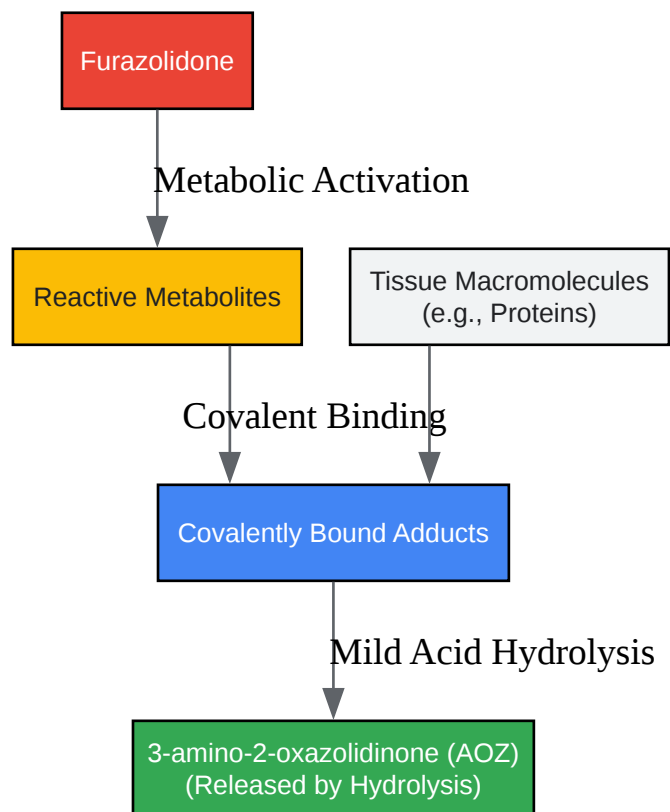 Furazolidone
Metabolic Activation
Reactive Metabolites
Tissue Macromolecules
(e.g., Proteins)
Covalent Binding
Covalently Bound Adducts
Mild Acid Hydrolysis
3-amino-2-oxazolidinone (AOZ)
(Released by Hydrolysis)